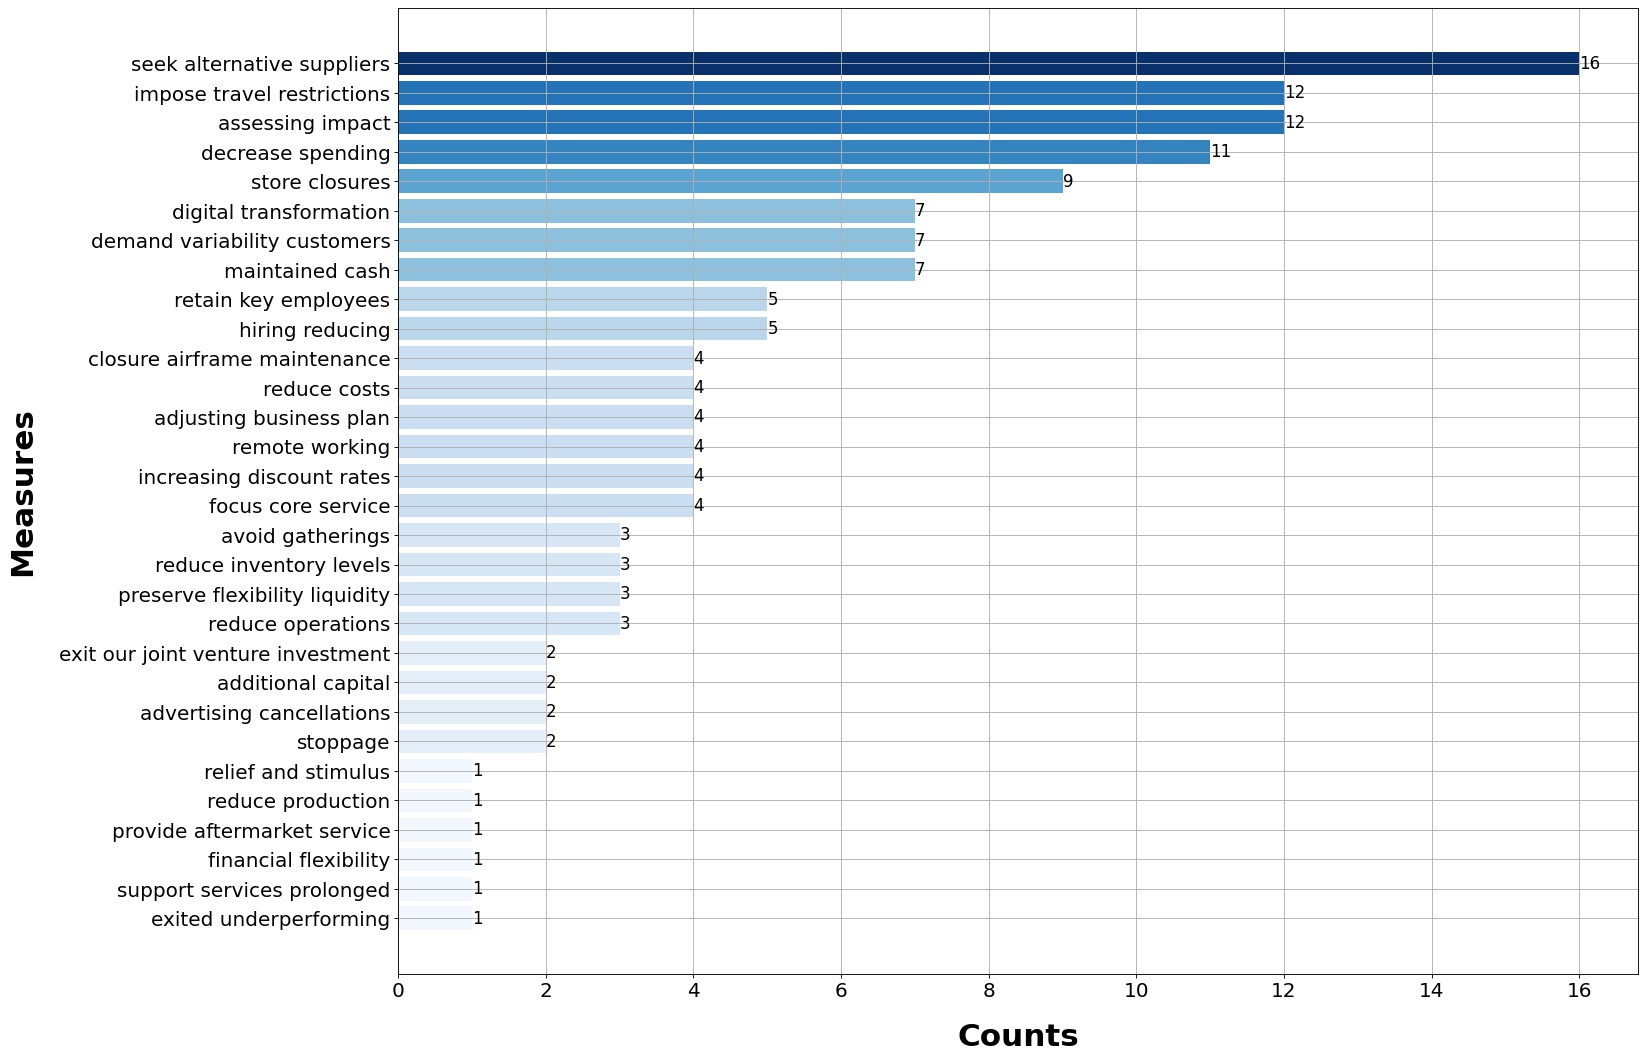 seek alternative suppliers 16
impose travel restrictions 12
assessing impact 12
decrease spending 11
store closures 9
digital transformation 7
demand variability customers 7
maintained cash 7
retain key employees 5
hiring reducing 5
closure airframe maintenance 4
reduce costs 4
adjusting business plan 4
remote working 4
increasing discount rates 4
focus core service 4
avoid gatherings 3
reduce inventory levels 3
preserve flexibility liquidity 3
reduce operations 3
exit our joint venture investment 2
additional capital 2
advertising cancellations 2
stoppage 2
relief and stimulus 1
reduce production 1
provide aftermarket service 1
financial flexibility 1
support services prolonged 1
exited underperforming 1
Measures
0 2 4 6 8 10 12 14 16
Counts